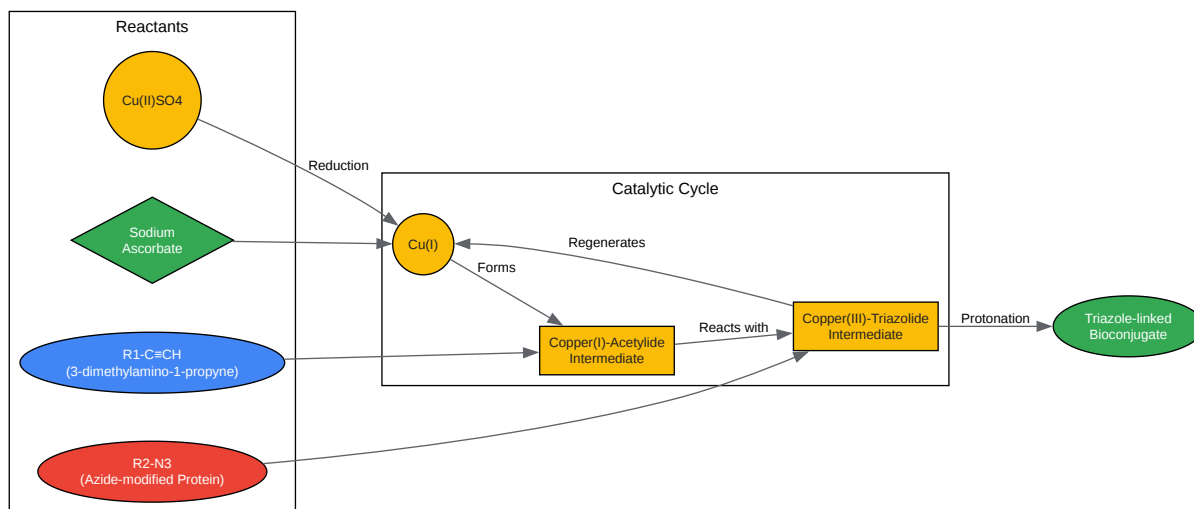 Reactants
Cu(II)SO4
Sodium
Ascorbate
R1-C≡CH
(3-dimethylamino-1-propyne)
R2-N3
(Azide-modified Protein)
Reduction
Catalytic Cycle
Cu(I)
Regenerates
Forms
Copper(I)-Acetylide
Intermediate
Reacts with
Copper(III)-Triazolide
Intermediate
Protonation
Triazole-linked
Bioconjugate